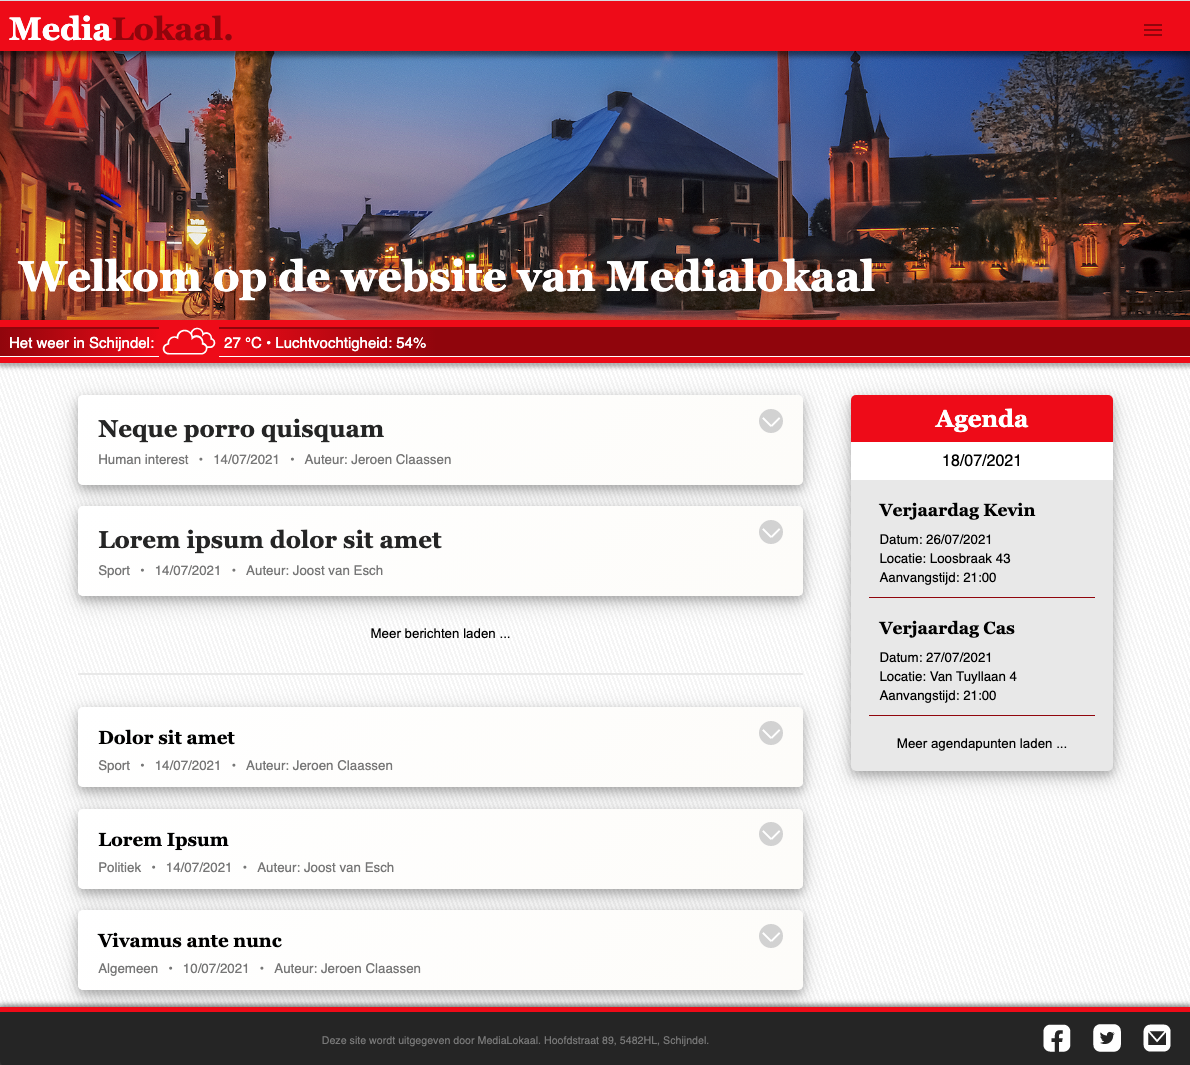 MediaLokaal.
Welkom op de website van Medialokaal
Het weer in Schijndel: 27 °C • Luchtvochtigheid: 54%
Neque porro quisquam
Human interest • 14/07/2021 • Auteur: Jeroen Claassen
Lorem ipsum dolor sit amet
Sport • 14/07/2021 • Auteur: Joost van Esch
Meer berichten laden ...
Dolor sit amet
Sport • 14/07/2021 • Auteur: Jeroen Claassen
Lorem Ipsum
Politiek • 14/07/2021 • Auteur: Joost van Esch
Vivamus ante nunc
Algemeen • 10/07/2021 • Auteur: Jeroen Claassen
Agenda
18/07/2021
Verjaardag Kevin
Datum: 26/07/2021
Locatie: Loosbraak 43
Aanvangstijd: 21:00
Verjaardag Cas
Datum: 27/07/2021
Locatie: Van Tuyllaan 4
Aanvangstijd: 21:00
Meer agendapunten laden ...
Deze site wordt uitgegeven door MediaLokaal. Hoofdstraat 89, 5482HL, Schijndel.